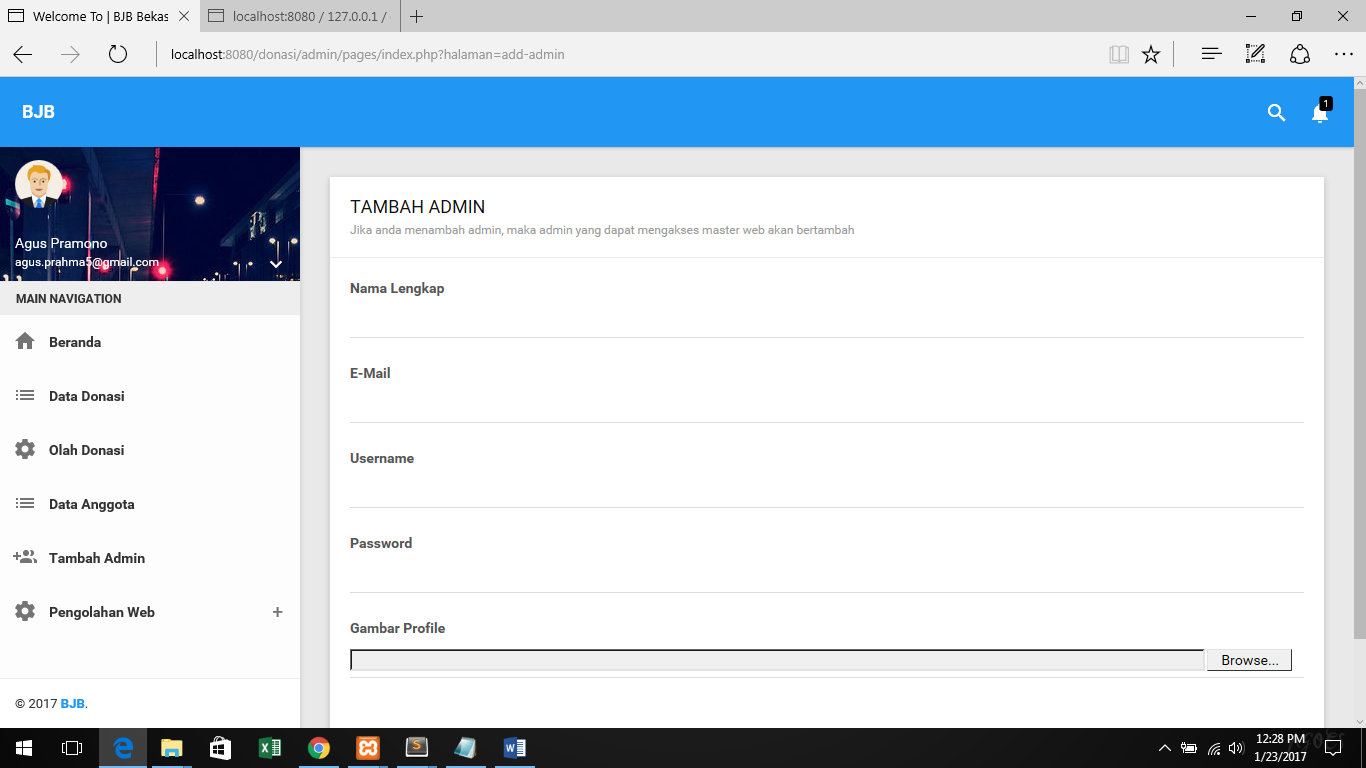 Welcome To | BJB Bekas
localhost:8080 / 127.0.0.1 /
localhost:8080/donasi/admin/pages/index.php?halaman=add-admin
BJB
1
Agus Pramono
agus.prahma5@gmail.com
MAIN NAVIGATION
Beranda
Data Donasi
Olah Donasi
Data Anggota
Tambah Admin
Pengolahan Web
© 2017 BJB.
TAMBAH ADMIN
Jika anda menambah admin, maka admin yang dapat mengakses master web akan bertambah
Nama Lengkap
E-Mail
Username
Password
Gambar Profile
Browse...
12:28 PM
1/23/2017